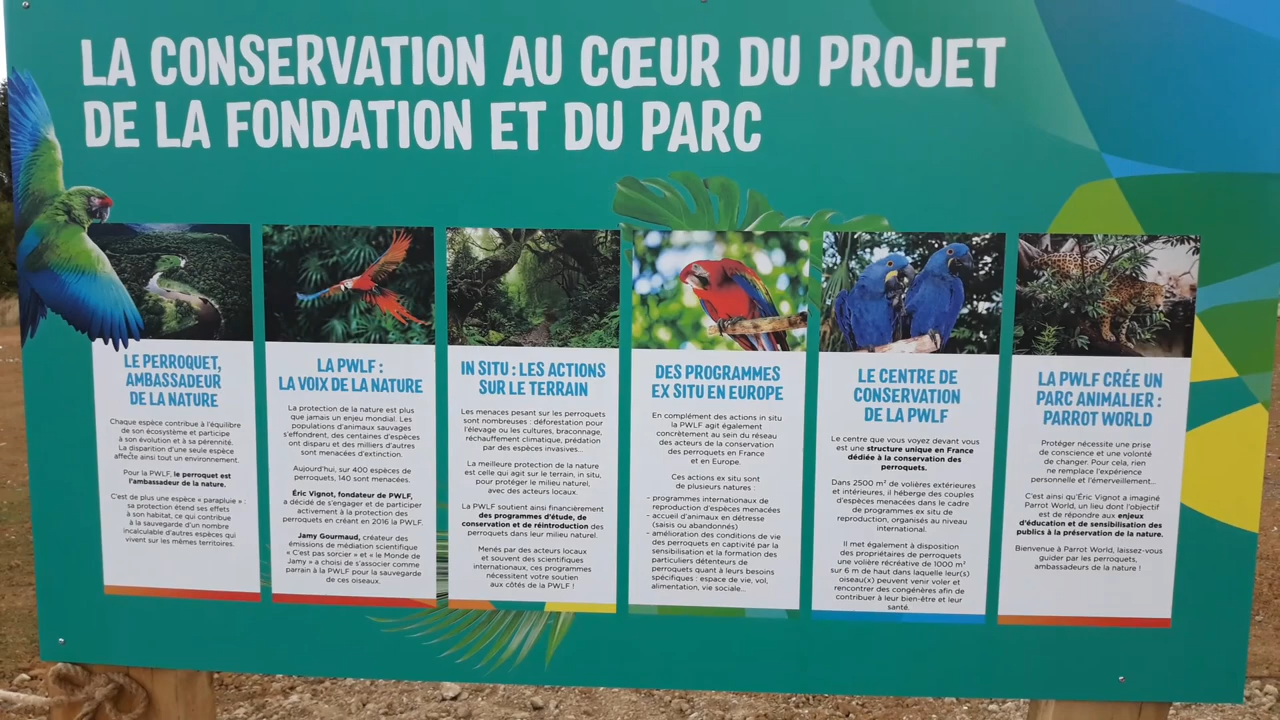 LA CONSERVATION AU CŒUR DU PROJET
DE LA FONDATION ET DU PARC
LE PERROQUET,
AMBASSADEUR
DE LA NATURE
Chaque espèce contribue à l'équilibre
de son écosystème et participe
à son évolution et à sa pérennité.
La disparition d'une seule espèce
affecte ainsi tout un environnement.
Pour la PWLF, le perroquet est
l'ambassadeur de la nature.
C'est de plus une espèce « parapluie » :
sa protection étend ses effets
à son habitat, ce qui contribue
à la sauvegarde d'un nombre
incalculable d'autres espèces qui
vivent sur les mêmes territoires.
LA PWLF :
LA VOIX DE LA NATURE
La protection de la nature est plus
que jamais un enjeu mondial. Les
populations d'animaux sauvages
s'effondrent, des centaines d'espèces
ont disparu et des milliers d'autres
sont menacées d'extinction.
Aujourd'hui, sur 400 espèces de
perroquets, 140 sont menacées.
Éric Vignot, fondateur de PWLF,
a décidé de s'engager et de participer
activement à la protection des
perroquets en créant en 2016 la PWLF
Jamy Gourmaud, créateur des
émissions de médiation scientifique
« C'est pas sorcier » et « le Monde de
Jamy » a choisi de s'associer comme
parrain à la PWLF pour la sauvegarde
de ces oiseaux.
IN SITU : LES ACTIONS
SUR LE TERRAIN
Les menaces pesant sur les perroquets
sont nombreuses : déforestation pour
l'élevage ou les cultures, braconnage,
réchauffement climatique, prédation
par des espèces invasives...
La meilleure protection de la nature
est celle qui agit sur le terrain, in situ,
pour protéger le milieu naturel,
avec des acteurs locaux.
La PWLF soutient ainsi financièrement
des programmes d'étude, de
conservation et de réintroduction des
perroquets dans leur milieu naturel.
Menés par des acteurs locaux
et souvent des scientifiques
internationaux, ces programmes
nécessitent votre soutien
aux côtés de la PWLF !
DES PROGRAMMES
EX SITU EN EUROPE
En complément des actions in situ
la PWLF agit également
concrètement au sein du réseau
des acteurs de la conservation
des perroquets en France
et en Europe.
Ces actions ex situ sont
de plusieurs natures :
- programmes internationaux de
reproduction d'espèces menacées
- accueil d'animaux en détresse
(saisis ou abandonnés)
- amélioration des conditions de vie
des perroquets en captivité par la
sensibilisation et la formation des
particuliers détenteurs de
perroquets quant à leurs besoins
spécifiques : espace de vie, vol,
alimentation, vie sociale...
LE CENTRE DE
CONSERVATION
DE LA PWLF
Le centre que vous voyez devant vous
est une structure unique en France
dédiée à la conservation des
perroquets.
Dans 2500 m² de volières extérieures
et intérieures, il héberge des couples
d'espèces menacées dans le cadre
de programmes ex situ de
reproduction, organisés au niveau
international.
Il met également à disposition
des propriétaires de perroquets
une volière récréative de 1000 m²
sur 6 m de haut dans laquelle leur(s)
oiseau(x) peuvent venir voler et
rencontrer des congénères afin de
contribuer à leur bien-être et leur
santé.
LA PWLF CRÉE UN
PARC ANIMALIER :
PARROT WORLD
Protéger nécessite une prise
de conscience et une volonté
de changer. Pour cela, rien
ne remplace l'expérience
personnelle et l'émerveillement...
C'est ainsi qu'Éric Vignot a imaginé
Parrot World, un lieu dont l'objectif
est de répondre aux enjeux
d'éducation et de sensibilisation des
publics à la préservation de la nature.
Bienvenue à Parrot World, laissez-vous
guider par les perroquets,
ambassadeurs de la nature !